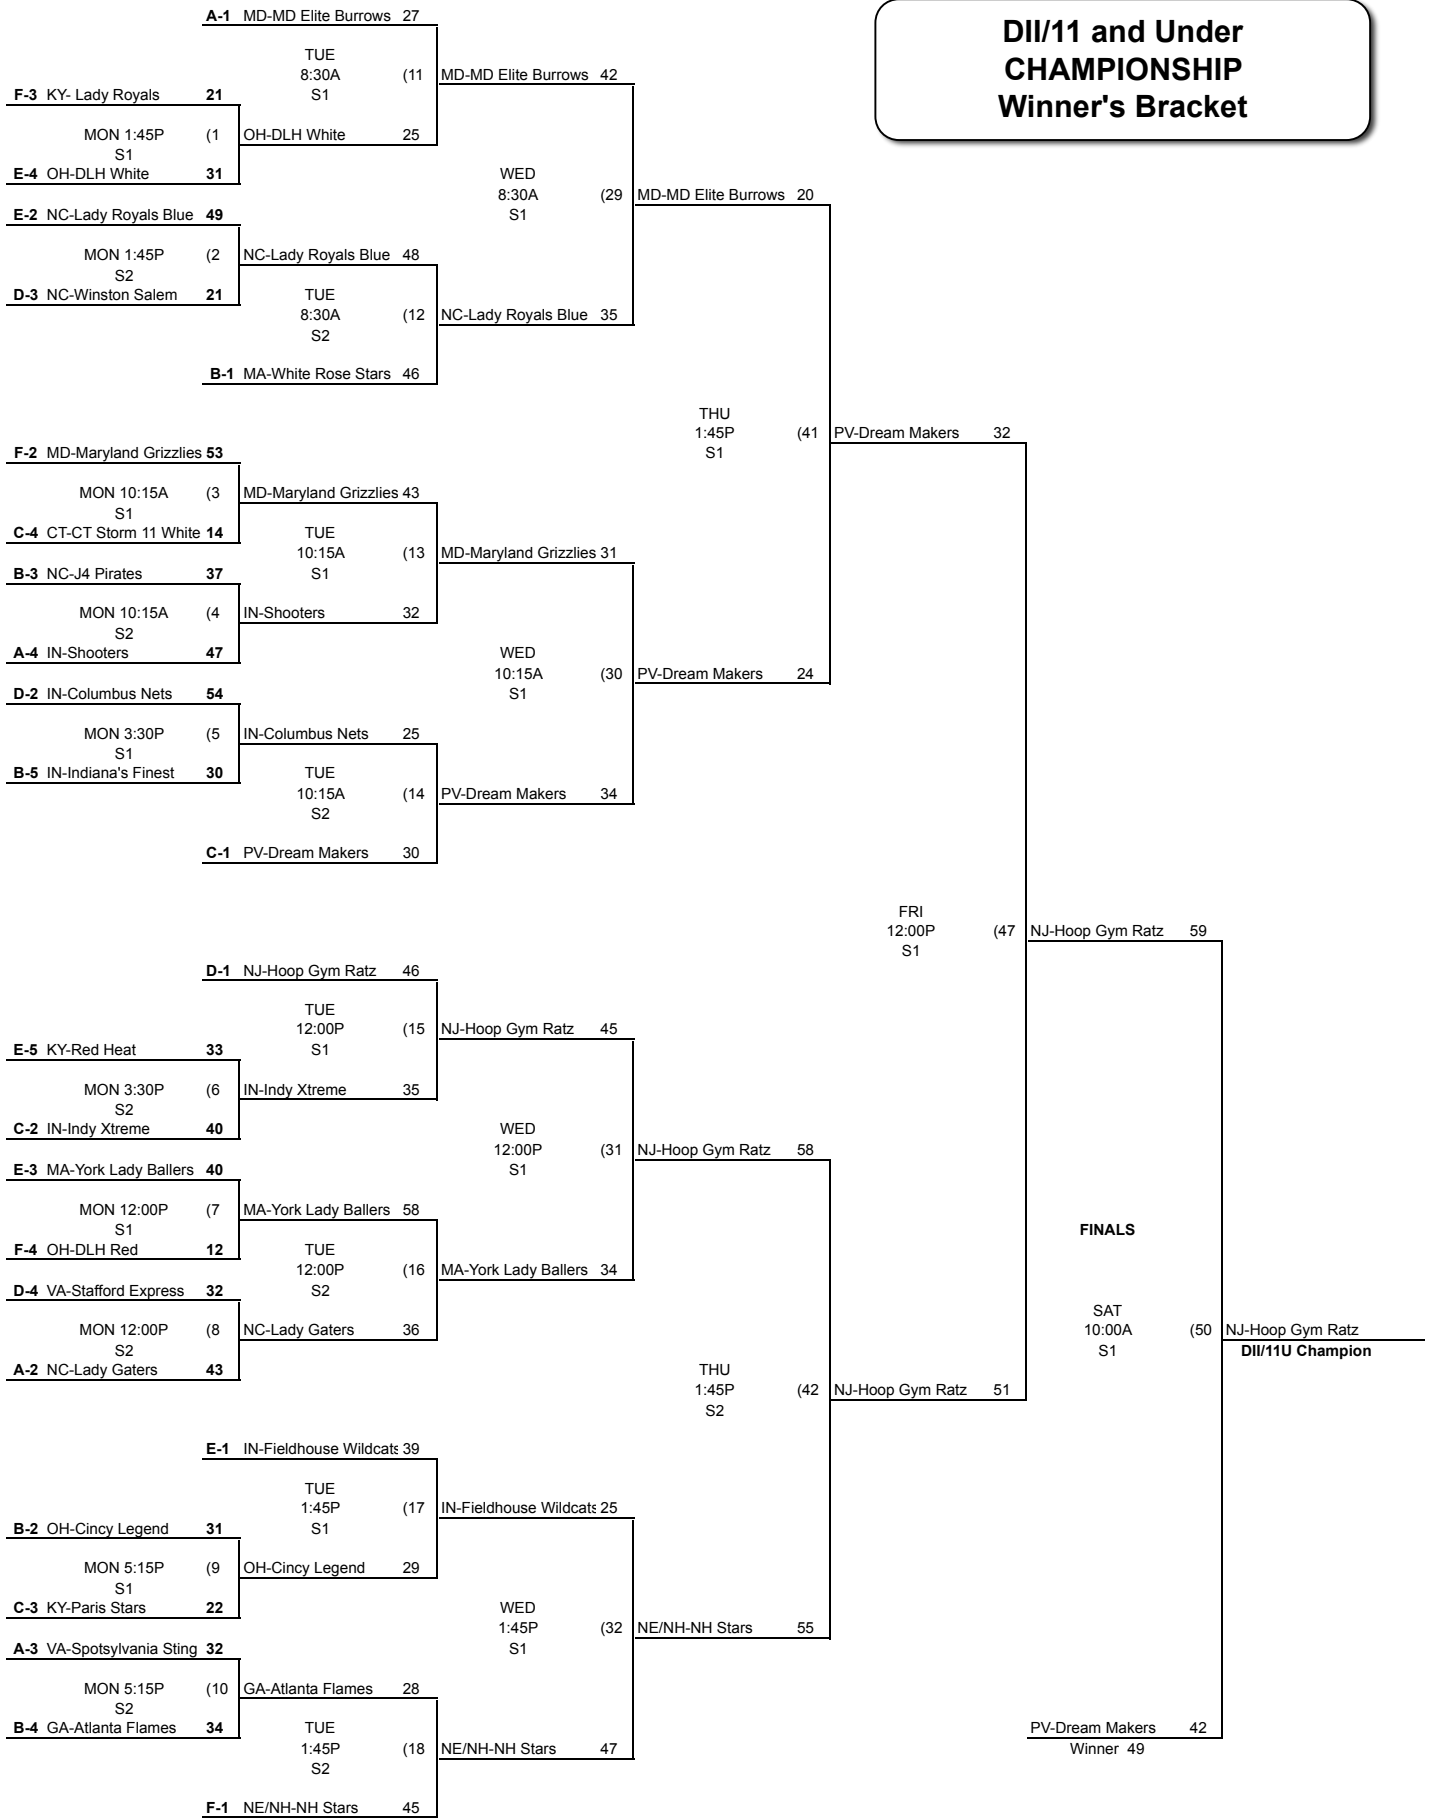 DII/11 and Under
CHAMPIONSHIP
Winner's Bracket
A-1 MD-MD Elite Burrows 27
TUE
8:30A (11 MD-MD Elite Burrows 42
S1
F-3 KY- Lady Royals 21
MON 1:45P (1 OH-DLH White 25
S1
E-4 OH-DLH White 31
WED
8:30A (29 MD-MD Elite Burrows 20
S1
E-2 NC-Lady Royals Blue 49
MON 1:45P (2 NC-Lady Royals Blue 48
S2
D-3 NC-Winston Salem 21
TUE
8:30A (12 NC-Lady Royals Blue 35
S2
B-1 MA-White Rose Stars 46
THU
1:45P (41 PV-Dream Makers 32
S1
F-2 MD-Maryland Grizzlies 53
MON 10:15A (3 MD-Maryland Grizzlies 43
S1
C-4 CT-CT Storm 11 White 14
TUE
10:15A (13 MD-Maryland Grizzlies 31
S1
B-3 NC-J4 Pirates 37
MON 10:15A (4 IN-Shooters 32
S2
A-4 IN-Shooters 47
WED
10:15A (30 PV-Dream Makers 24
S1
D-2 IN-Columbus Nets 54
MON 3:30P (5 IN-Columbus Nets 25
S1
B-5 IN-Indiana's Finest 30
TUE
10:15A (14 PV-Dream Makers 34
S2
C-1 PV-Dream Makers 30
FRI
12:00P (47 NJ-Hoop Gym Ratz 59
S1
D-1 NJ-Hoop Gym Ratz 46
TUE
12:00P (15 NJ-Hoop Gym Ratz 45
S1
E-5 KY-Red Heat 33
MON 3:30P (6 IN-Indy Xtreme 35
S2
C-2 IN-Indy Xtreme 40
WED
12:00P (31 NJ-Hoop Gym Ratz 58
S1
E-3 MA-York Lady Ballers 40
MON 12:00P (7 MA-York Lady Ballers 58
S1
F-4 OH-DLH Red 12
FINALS
TUE
12:00P (16 MA-York Lady Ballers 34
S2
D-4 VA-Stafford Express 32
MON 12:00P (8 NC-Lady Gaters 36
S2
A-2 NC-Lady Gaters 43
SAT
10:00A (50 NJ-Hoop Gym Ratz
S1 DII/11U Champion
THU
1:45P (42 NJ-Hoop Gym Ratz 51
S2
E-1 IN-Fieldhouse Wildcats 39
TUE
1:45P (17 IN-Fieldhouse Wildcats 25
S1
B-2 OH-Cincy Legend 31
MON 5:15P (9 OH-Cincy Legend 29
S1
C-3 KY-Paris Stars 22
WED
1:45P (32 NE/NH-NH Stars 55
S1
A-3 VA-Spotsylvania Sting 32
MON 5:15P (10 GA-Atlanta Flames 28
S2
B-4 GA-Atlanta Flames 34
TUE
1:45P (18 NE/NH-NH Stars 47
S2
PV-Dream Makers 42
Winner 49
F-1 NE/NH-NH Stars 45